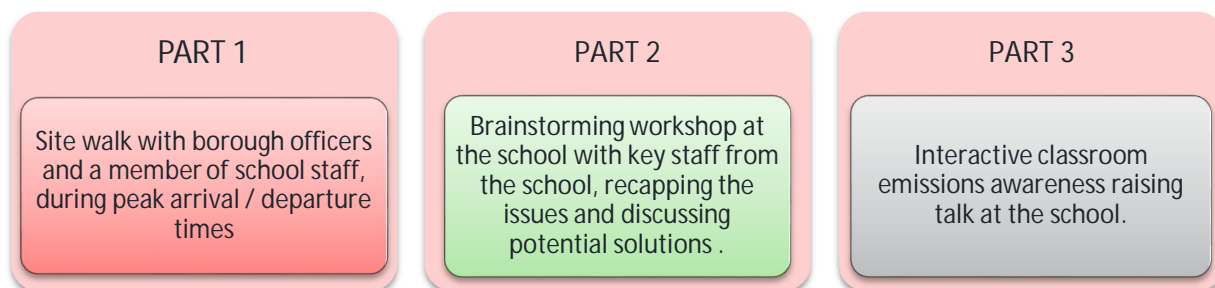 PART 1
Site walk with borough officers
and a member of school staff,
during peak arrival / departure
times
PART 2
Brainstorming workshop at
the school with key staff from
the school, recapping the
issues and discussing
potential solutions .
PART 3
Interactive classroom
emissions awareness raising
talk at the school.